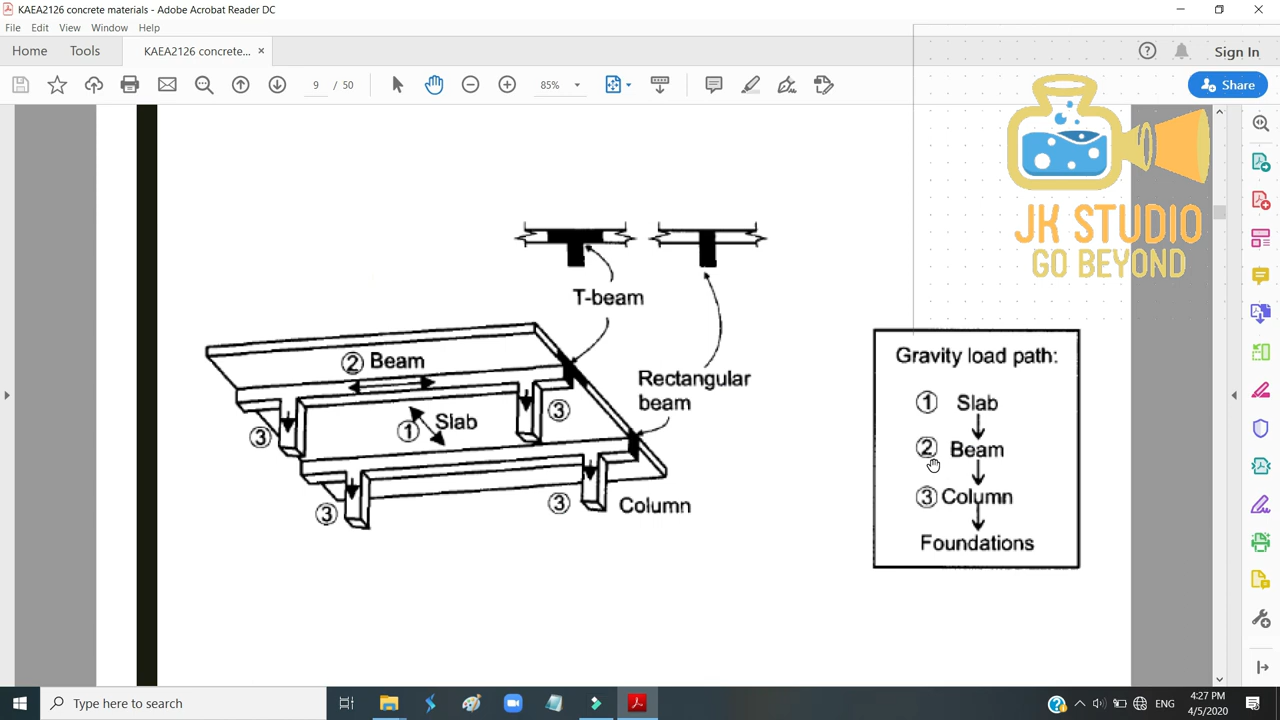 KAEA2126 concrete materials - Adobe Acrobat Reader DC
File Edit View Window Help
Home Tools KAEA2126 concrete... × Sign In
9 / 50 85% Share
JK STUDIO
GO BEYOND
T-beam
② Beam
Rectangular
beam
① Slab
③
③
③
③
Column
Gravity load path:
① Slab
② Beam
③ Column
Foundations
Type here to search
ENG
4:27 PM
4/5/2020